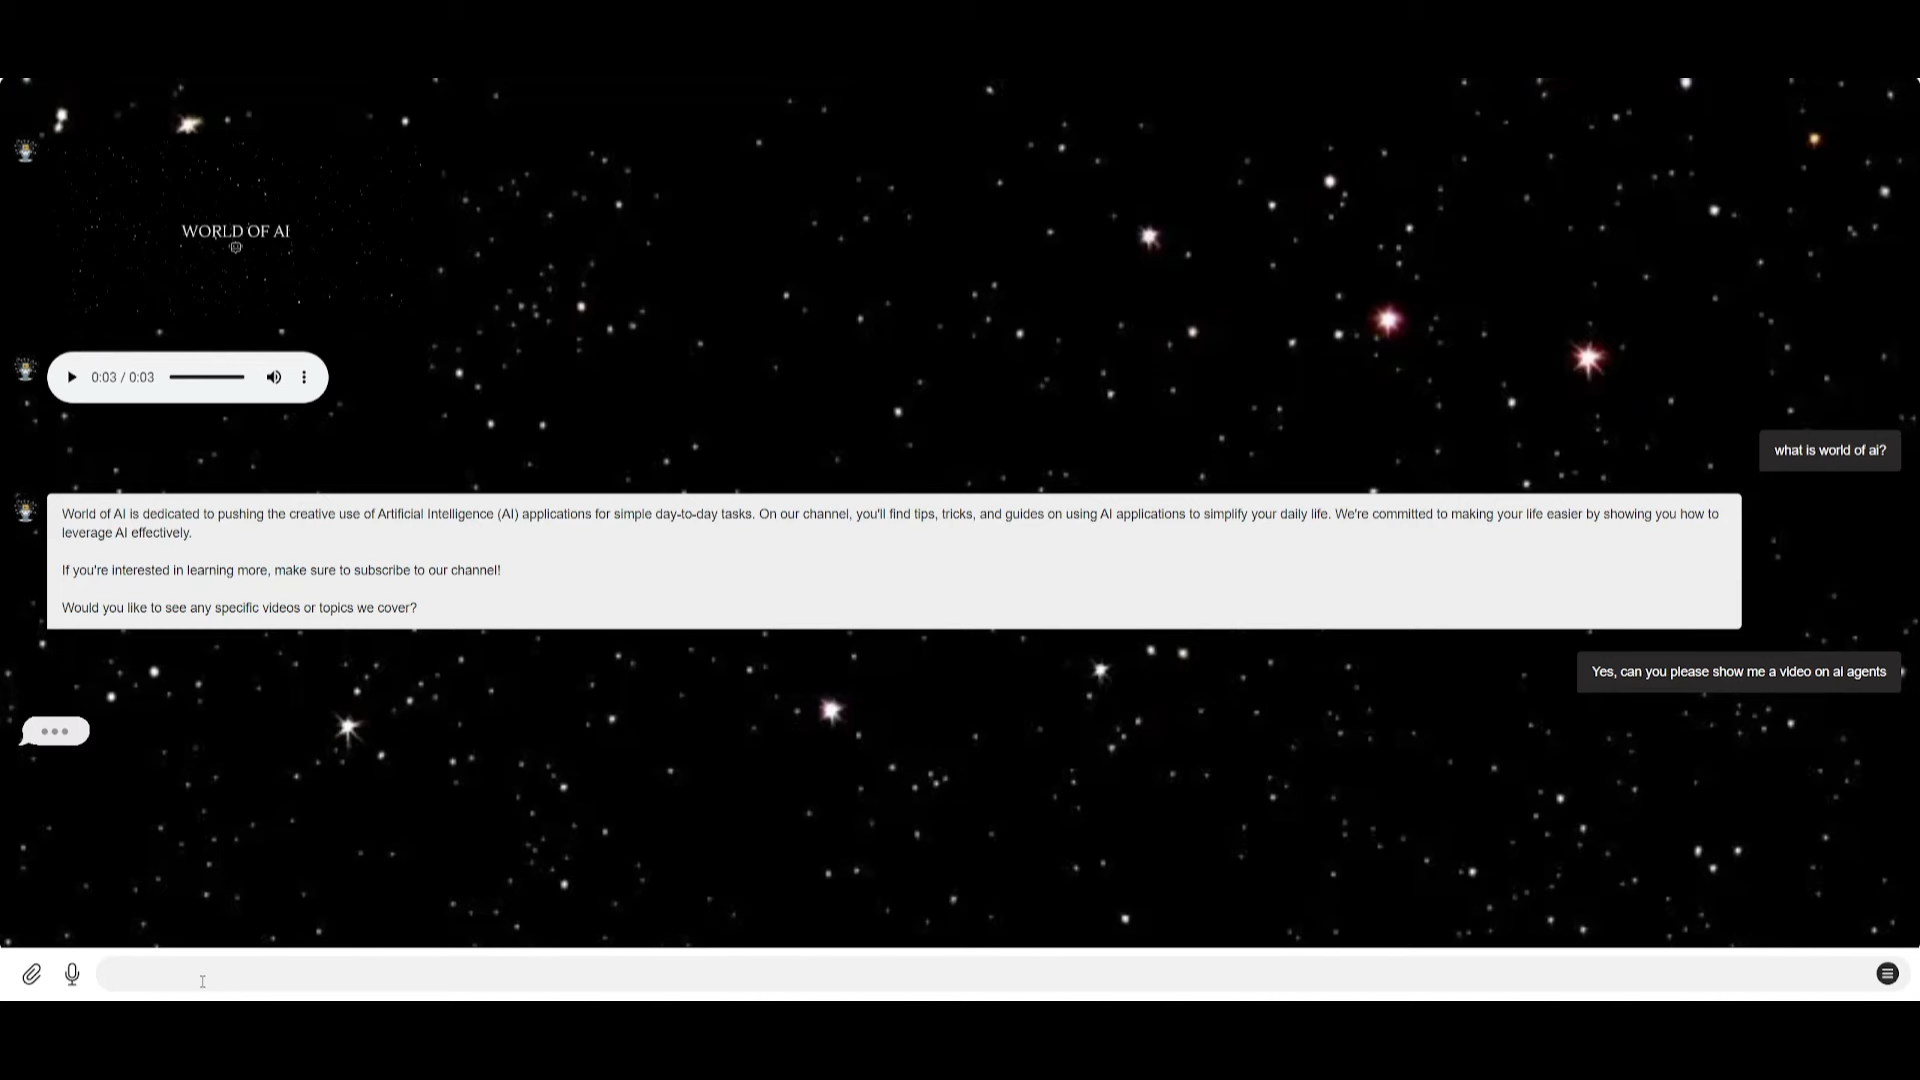 WORLD OF AI
0:03 / 0:03
what is world of ai?
World of AI is dedicated to pushing the creative use of Artificial Intelligence (AI) applications for simple day-to-day tasks. On our channel, you'll find tips, tricks, and guides on using AI applications to simplify your daily life. We're committed to making your life easier by showing you how to
leverage AI effectively.
If you're interested in learning more, make sure to subscribe to our channel!
Would you like to see any specific videos or topics we cover?
Yes, can you please show me a video on ai agents